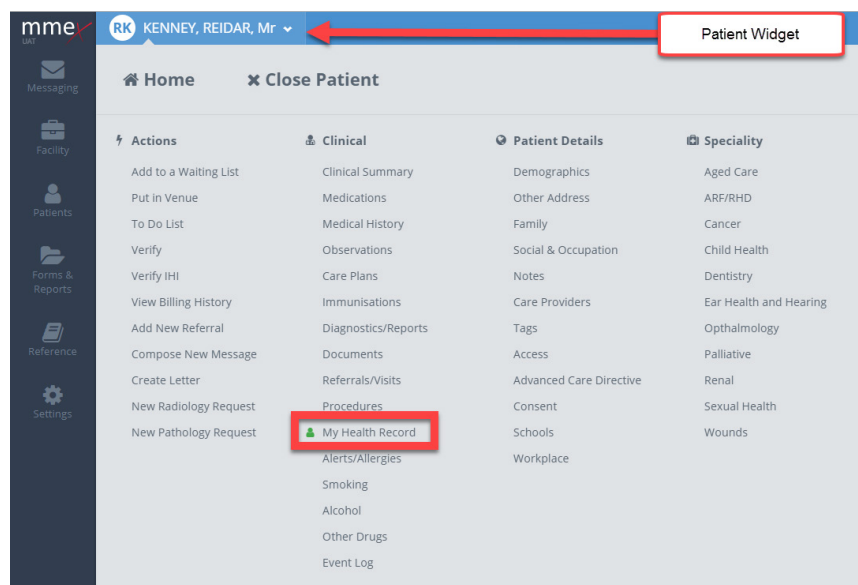 mmex
UAT
RK KENNEY, REIDAR, Mr
Patient Widget
Messaging
Facility
Patients
Forms &
Reports
Reference
Settings
Home
Close Patient
Actions
Add to a Waiting List
Put in Venue
To Do List
Verify
Verify IHI
View Billing History
Add New Referral
Compose New Message
Create Letter
New Radiology Request
New Pathology Request
Clinical
Clinical Summary
Medications
Medical History
Observations
Care Plans
Immunisations
Diagnostics/Reports
Documents
Referrals/Visits
Procedures
My Health Record
Alerts/Allergies
Smoking
Alcohol
Other Drugs
Event Log
Patient Details
Demographics
Other Address
Family
Social & Occupation
Notes
Care Providers
Tags
Access
Advanced Care Directive
Consent
Schools
Workplace
Speciality
Aged Care
ARF/RHD
Cancer
Child Health
Dentistry
Ear Health and Hearing
Opthalmology
Palliative
Renal
Sexual Health
Wounds